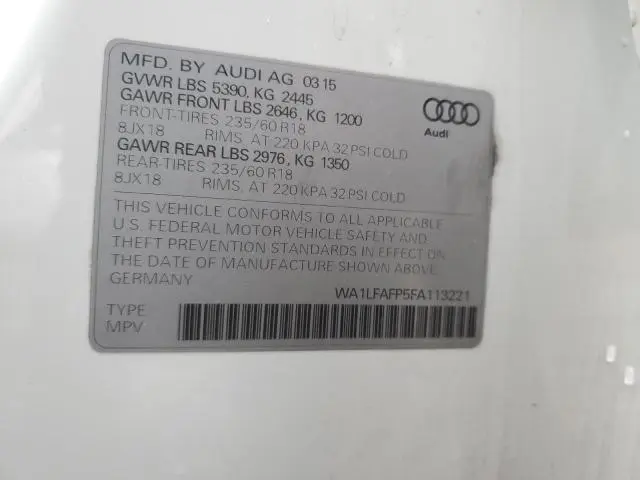 MFD. BY AUDI AG 03 15
GVWR LBS 5390, KG 2445
GAWR FRONT LBS 2646, KG 1200
FRONT-TIRES 235/60 R18
8JX18 RIMS, AT 220 KPA 32 PSI COLD
GAWR REAR LBS 2976, KG 1350
REAR-TIRES 235/60 R18
8JX18 RIMS, AT 220 KPA 32 PSI COLD
Audi
THIS VEHICLE CONFORMS TO ALL APPLICABLE
U.S. FEDERAL MOTOR VEHICLE SAFETY AND
THEFT PREVENTION STANDARDS IN EFFECT ON
THE DATE OF MANUFACTURE SHOWN ABOVE.
GERMANY
WA1LFAFP5FA113221
TYPE:
MPV